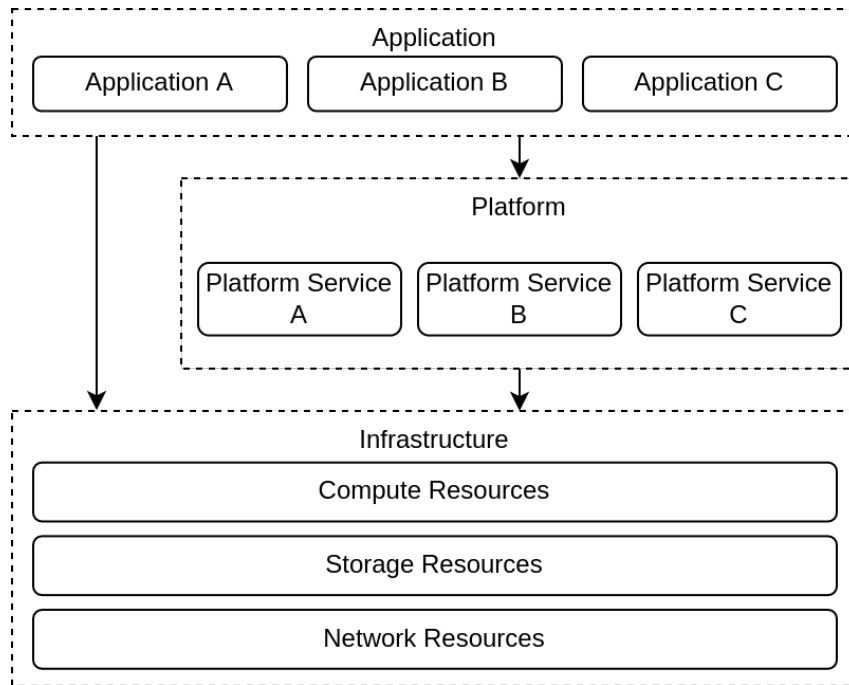 Application
Application A
Application B
Application C
Platform
Platform Service
A
Platform Service
B
Platform Service
C
Infrastructure
Compute Resources
Storage Resources
Network Resources